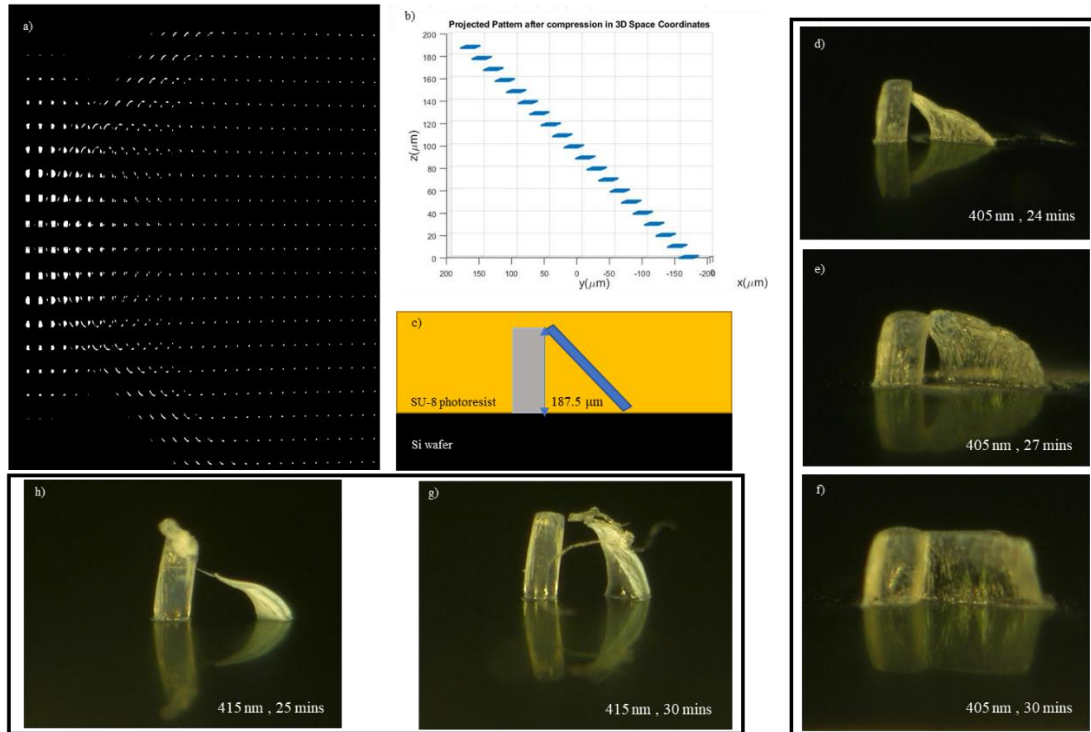 a)
b)
Projected Pattern after compression in 3D Space Coordinates
200
180
160
140
120
100
80
60
40
20
0
z(μm)
200 150 100 50 0 -50 -100 -150 -200 0
y(μm)
x(μm)
c)
187.5 μm
SU-8 photoresist
Si wafer
d)
405 nm , 24 mins
e)
405 nm , 27 mins
f)
405 nm , 30 mins
h)
415 nm , 25 mins
g)
415 nm , 30 mins